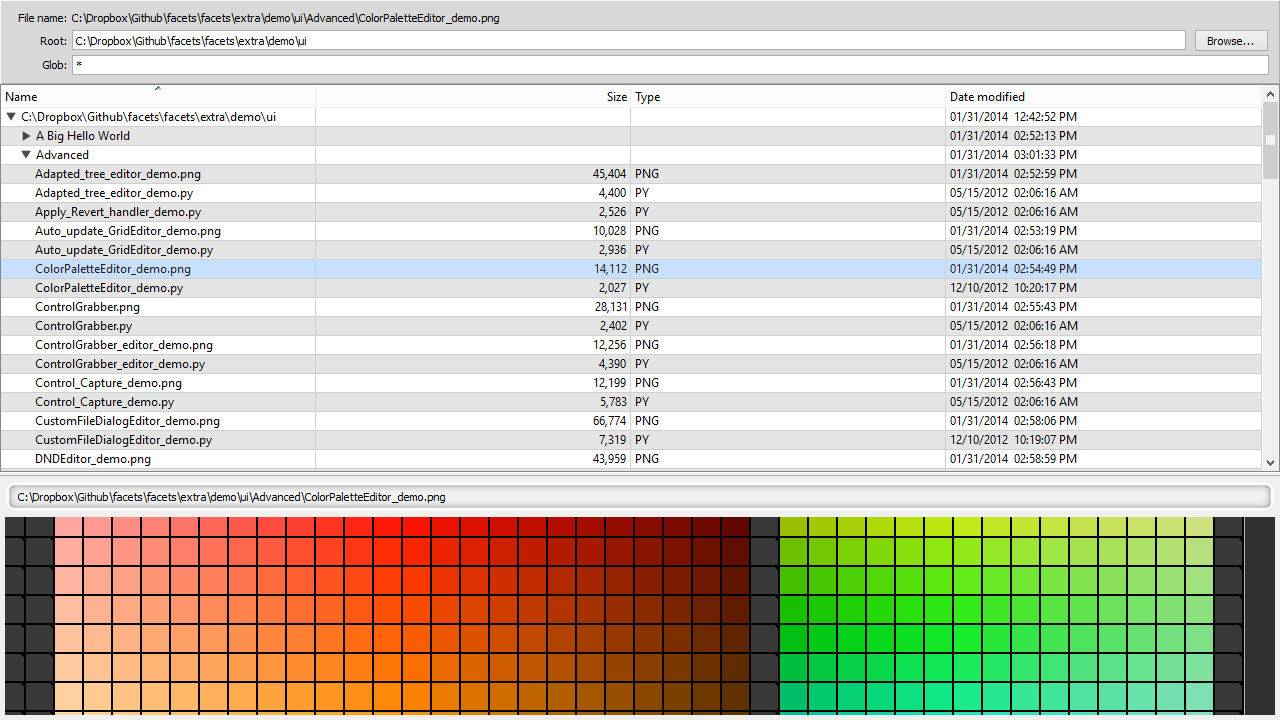 File name: C:\Dropbox\Github\facets\facets\extra\demo\ui\Advanced\ColorPaletteEditor_demo.png
Root: C:\Dropbox\Github\facets\facets\extra\demo\ui Browse...
Glob: *
Name Size Type Date modified
C:\Dropbox\Github\facets\facets\extra\demo\ui 01/31/2014 12:42:52 PM
A Big Hello World 01/31/2014 02:52:13 PM
Advanced 01/31/2014 03:01:33 PM
Adapted_tree_editor_demo.png 45,404 PNG 01/31/2014 02:52:59 PM
Adapted_tree_editor_demo.py 4,400 PY 05/15/2012 02:06:16 AM
Apply_Revert_handler_demo.py 2,526 PY 05/15/2012 02:06:16 AM
Auto_update_GridEditor_demo.png 10,028 PNG 01/31/2014 02:53:19 PM
Auto_update_GridEditor_demo.py 2,936 PY 05/15/2012 02:06:16 AM
ColorPaletteEditor_demo.png 14,112 PNG 01/31/2014 02:54:49 PM
ColorPaletteEditor_demo.py 2,027 PY 12/10/2012 10:20:17 PM
ControlGrabber.png 28,131 PNG 01/31/2014 02:55:43 PM
ControlGrabber.py 2,402 PY 05/15/2012 02:06:16 AM
ControlGrabber_editor_demo.png 12,256 PNG 01/31/2014 02:56:18 PM
ControlGrabber_editor_demo.py 4,390 PY 05/15/2012 02:06:16 AM
Control_Capture_demo.png 12,199 PNG 01/31/2014 02:56:43 PM
Control_Capture_demo.py 5,783 PY 05/15/2012 02:06:16 AM
CustomFileDialogEditor_demo.png 66,774 PNG 01/31/2014 02:58:06 PM
CustomFileDialogEditor_demo.py 7,319 PY 12/10/2012 10:19:07 PM
DNDEditor_demo.png 43,959 PNG 01/31/2014 02:58:59 PM
C:\Dropbox\Github\facets\facets\extra\demo\ui\Advanced\ColorPaletteEditor_demo.png